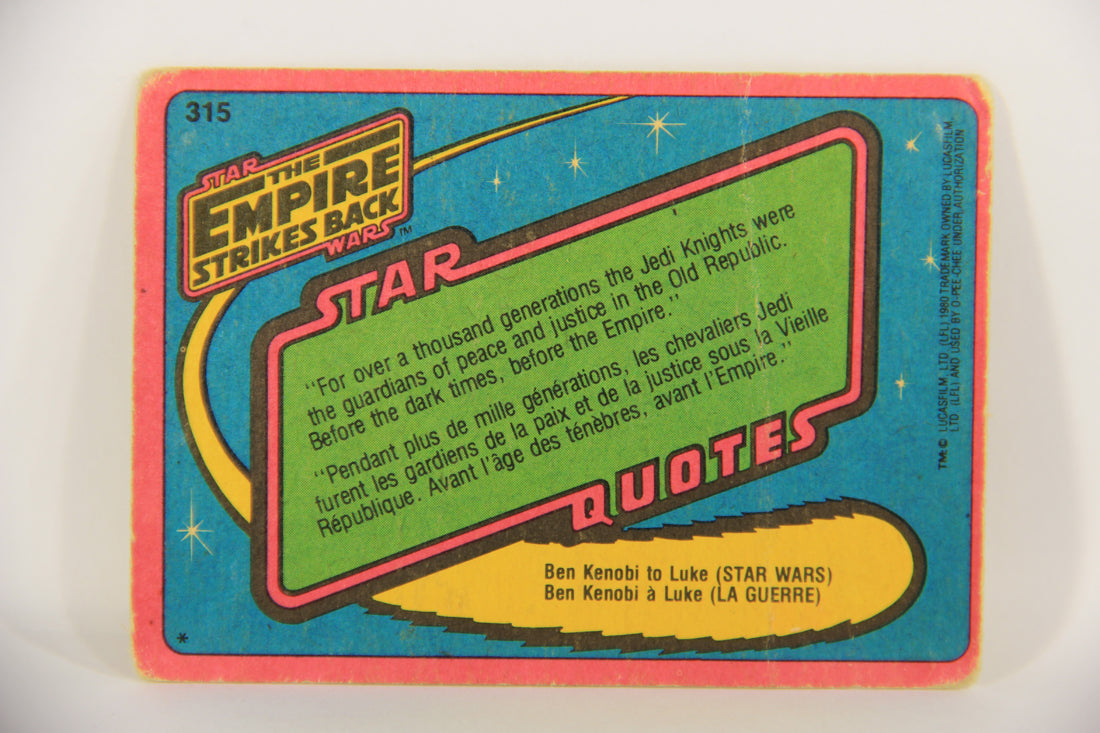 315
STAR
THE
EMPIRE
STRIKES BACK
WARS™
STAR
"For over a thousand generations the Jedi Knights were
the guardians of peace and justice in the Old Republic.
Before the dark times, before the Empire."
"Pendant plus de mille générations, les chevaliers Jedi
furent les gardiens de la paix et de la justice sous la Vieille
République. Avant l'âge des ténèbres, avant l'Empire."
QUOTES
Ben Kenobi to Luke (STAR WARS)
Ben Kenobi à Luke (LA GUERRE)
*
TM: © LUCASFILM, LTD. (LFL) 1980 TRADEMARK OWNED BY LUCASFILM,
LTD. (LFL) AND USED BY O-PEE-CHEE UNDER AUTHORIZATION